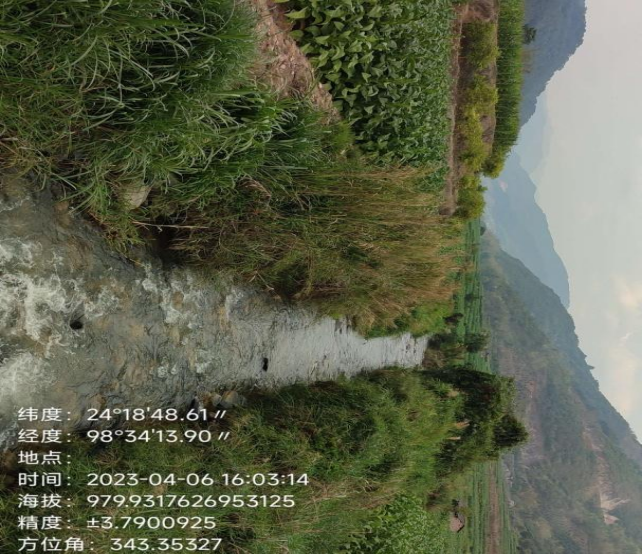 纬度：24°18'48.61〃
经度：98°34'13.90〃
地点：
时间：2023-04-06 16:03:14
海拔：979.9317626953125
精度：±3.7900925
方位角：343.35327